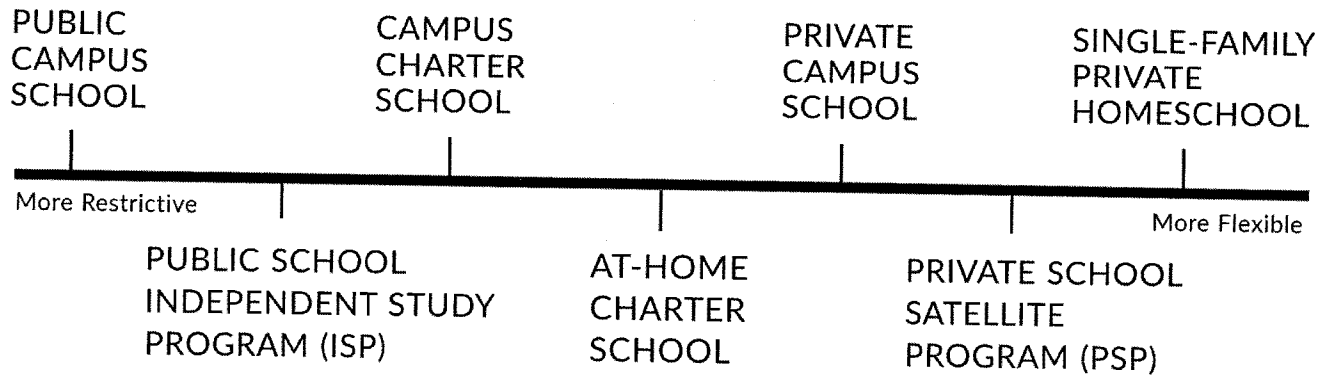 PUBLIC
CAMPUS
SCHOOL
CAMPUS
CHARTER
SCHOOL
PRIVATE
CAMPUS
SCHOOL
SINGLE-FAMILY
PRIVATE
HOMESCHOOL
More Restrictive
More Flexible
PUBLIC SCHOOL
INDEPENDENT STUDY
PROGRAM (ISP)
AT-HOME
CHARTER
SCHOOL
PRIVATE SCHOOL
SATELLITE
PROGRAM (PSP)